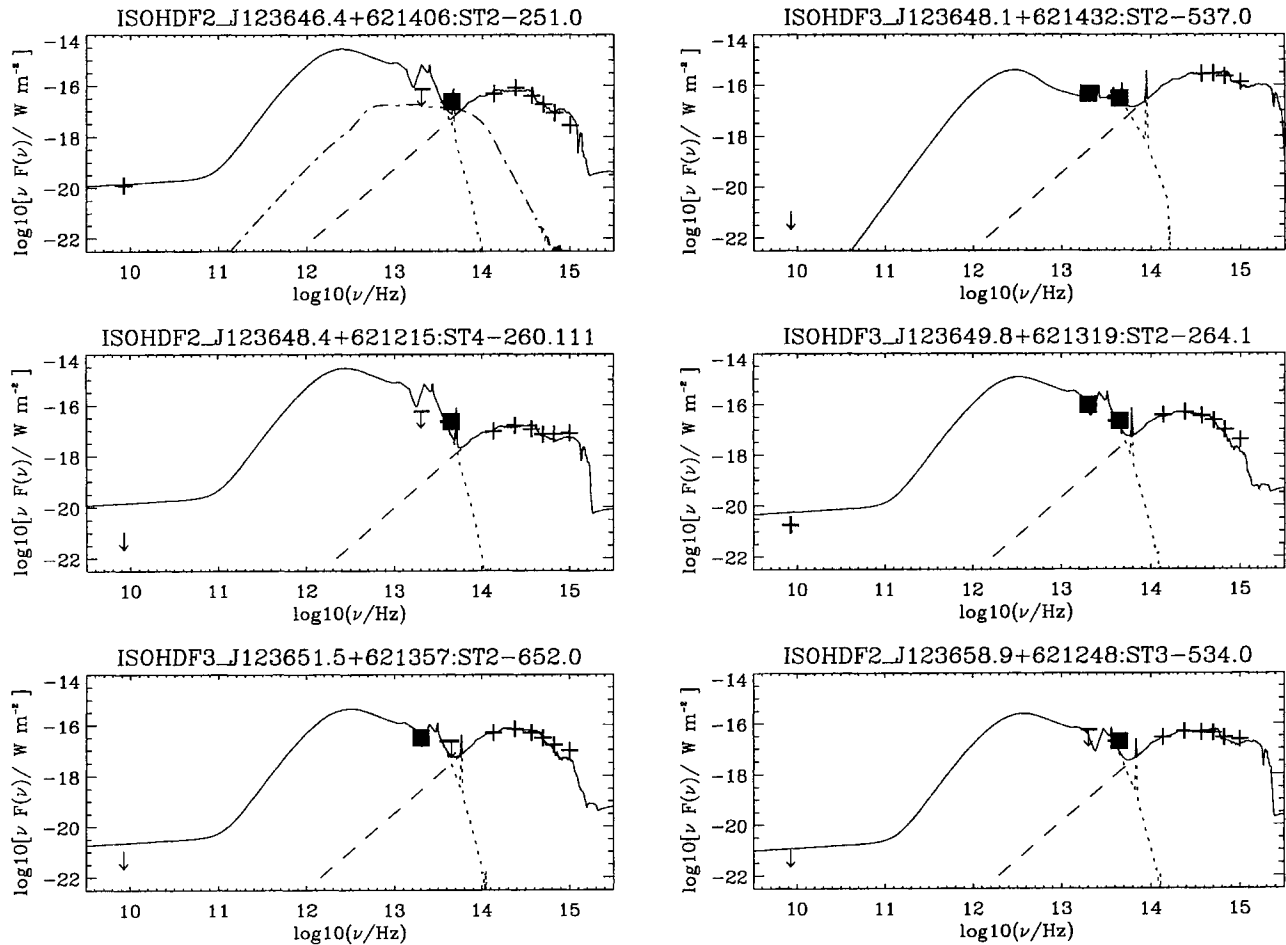 ISOHDF2_J123646.4+621406:ST2-251.0
log10[ν F(ν)/ W m⁻²]
-14
-16
-18
-20
-22
10 11 12 13 14 15
log10(ν/Hz)
ISOHDF3_J123648.1+621432:ST2-537.0
log10[ν F(ν)/ W m⁻²]
-14
-16
-18
-20
-22
10 11 12 13 14 15
log10(ν/Hz)
ISOHDF2_J123648.4+621215:ST4-260.111
log10[ν F(ν)/ W m⁻²]
-14
-16
-18
-20
-22
10 11 12 13 14 15
log10(ν/Hz)
ISOHDF3_J123649.8+621319:ST2-264.1
log10[ν F(ν)/ W m⁻²]
-14
-16
-18
-20
-22
10 11 12 13 14 15
log10(ν/Hz)
ISOHDF3_J123651.5+621357:ST2-652.0
log10[ν F(ν)/ W m⁻²]
-14
-16
-18
-20
-22
10 11 12 13 14 15
log10(ν/Hz)
ISOHDF2_J123658.9+621248:ST3-534.0
log10[ν F(ν)/ W m⁻²]
-14
-16
-18
-20
-22
10 11 12 13 14 15
log10(ν/Hz)